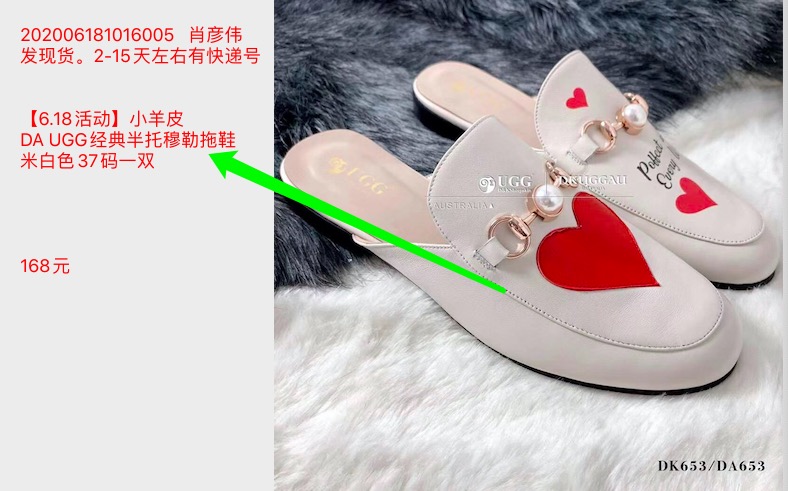 202006181016005 肖彦伟
发现货。2-15天左右有快递号
【6.18活动】小羊皮
DA UGG经典半托穆勒拖鞋
米白色37码一双
168元
UGG
UGG
DKUGGAU
AUSTRALIA▲
Every
DK653/DA653